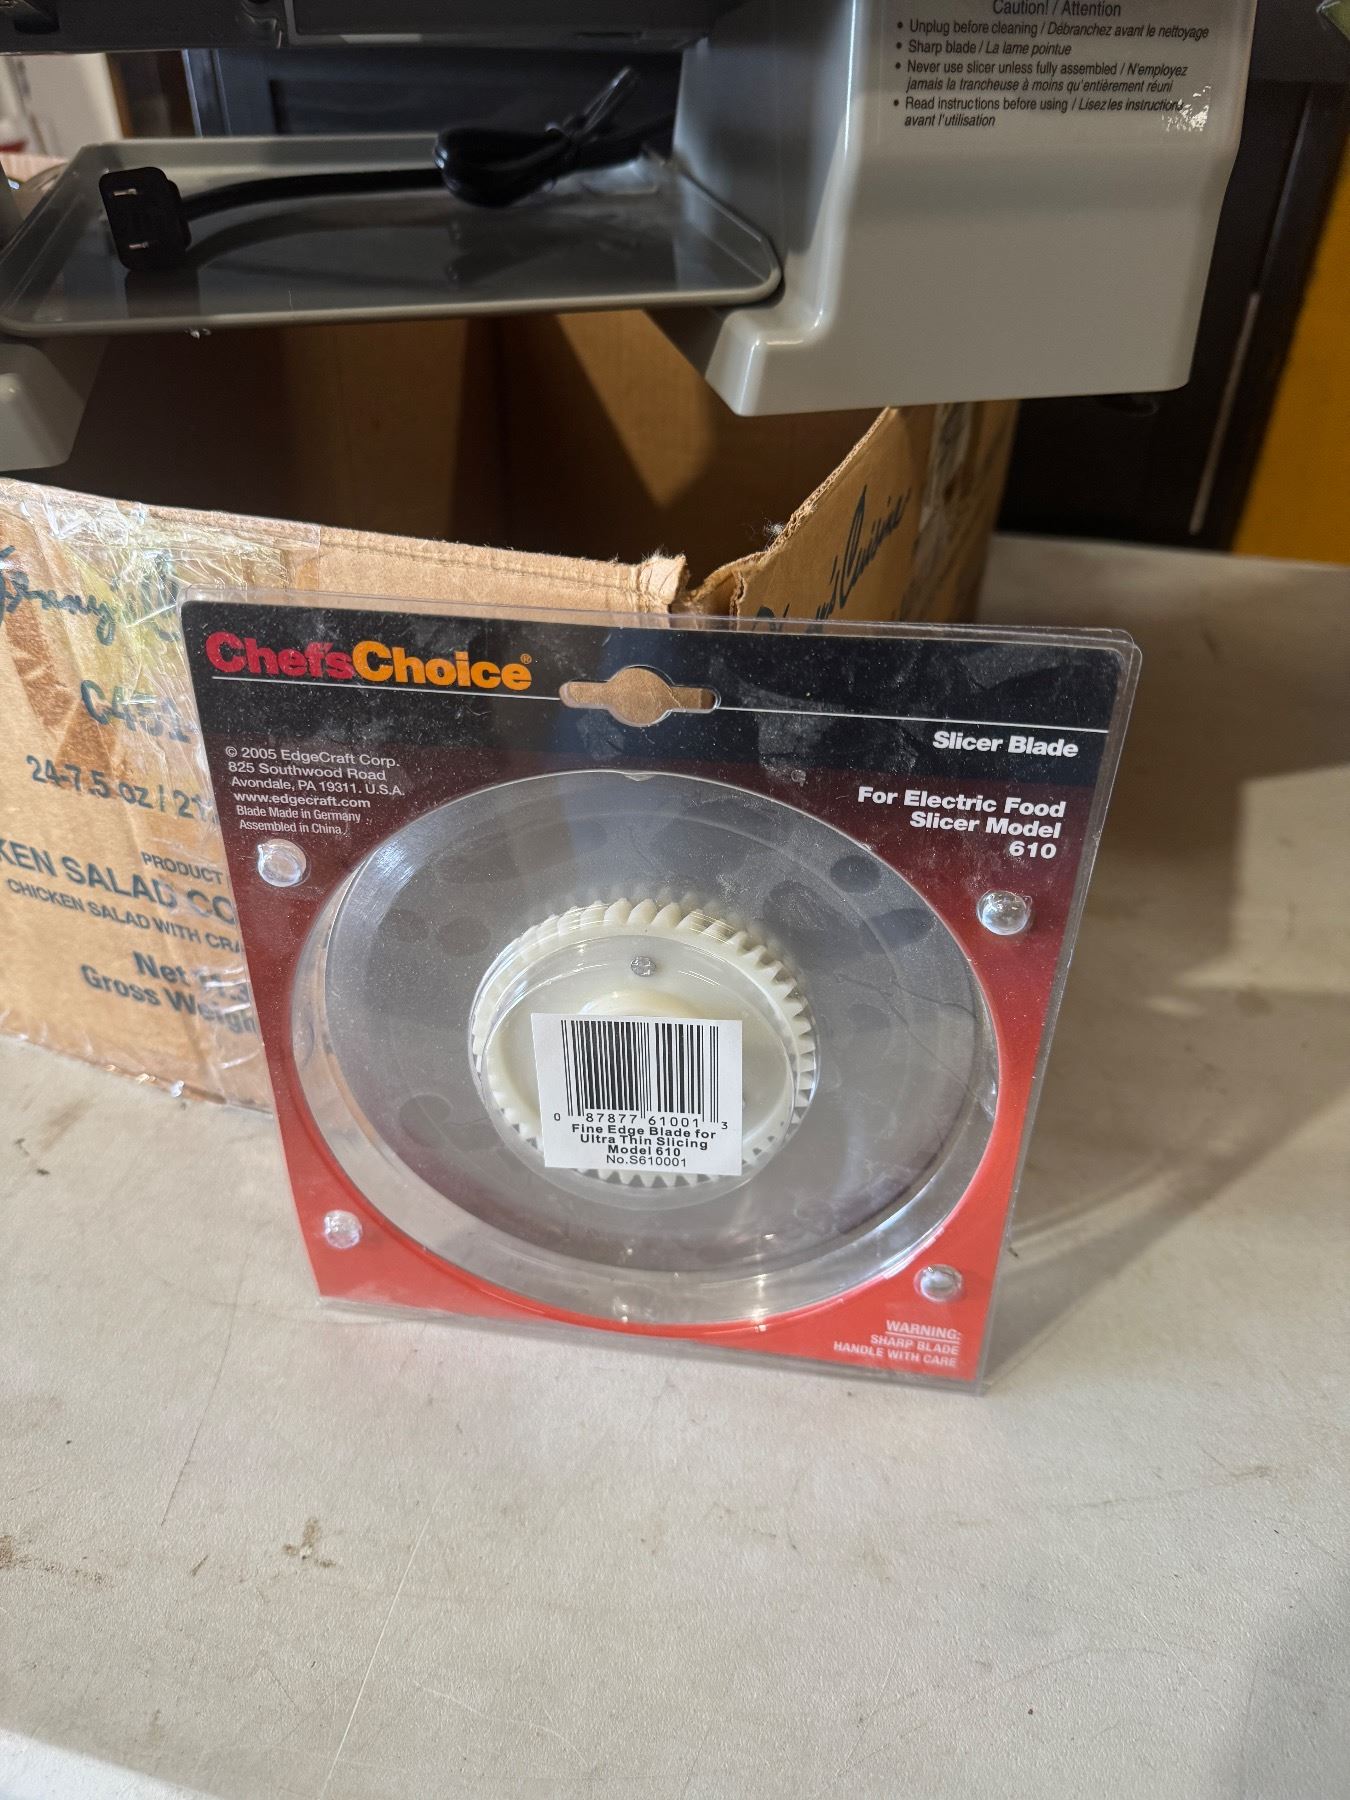 Caution! / Attention
• Unplug before cleaning / Débranchez avant le nettoyage
• Sharp blade / La lame pointue
• Never use slicer unless fully assembled / N'employez
jamais la trancheuse à moins qu'entièrement réuni
• Read instructions before using / Lisez les instructions
avant l'utilisation
Cuisine
24-7.5 oz / 21
PRODUCT
KEN SALAD CO
CHICKEN SALAD WITH CRA
Net
Gross Weigh
Chef'sChoice®
Slicer Blade
© 2005 EdgeCraft Corp.
825 Southwood Road
Avondale, PA 19311. U.S.A.
www.edgecraft.com
Blade Made in Germany
Assembled in China
For Electric Food
Slicer Model
610
0 87877 61001 3
Fine Edge Blade for
Ultra Thin Slicing
Model 610
No.S610001
WARNING:
SHARP BLADE
HANDLE WITH CARE